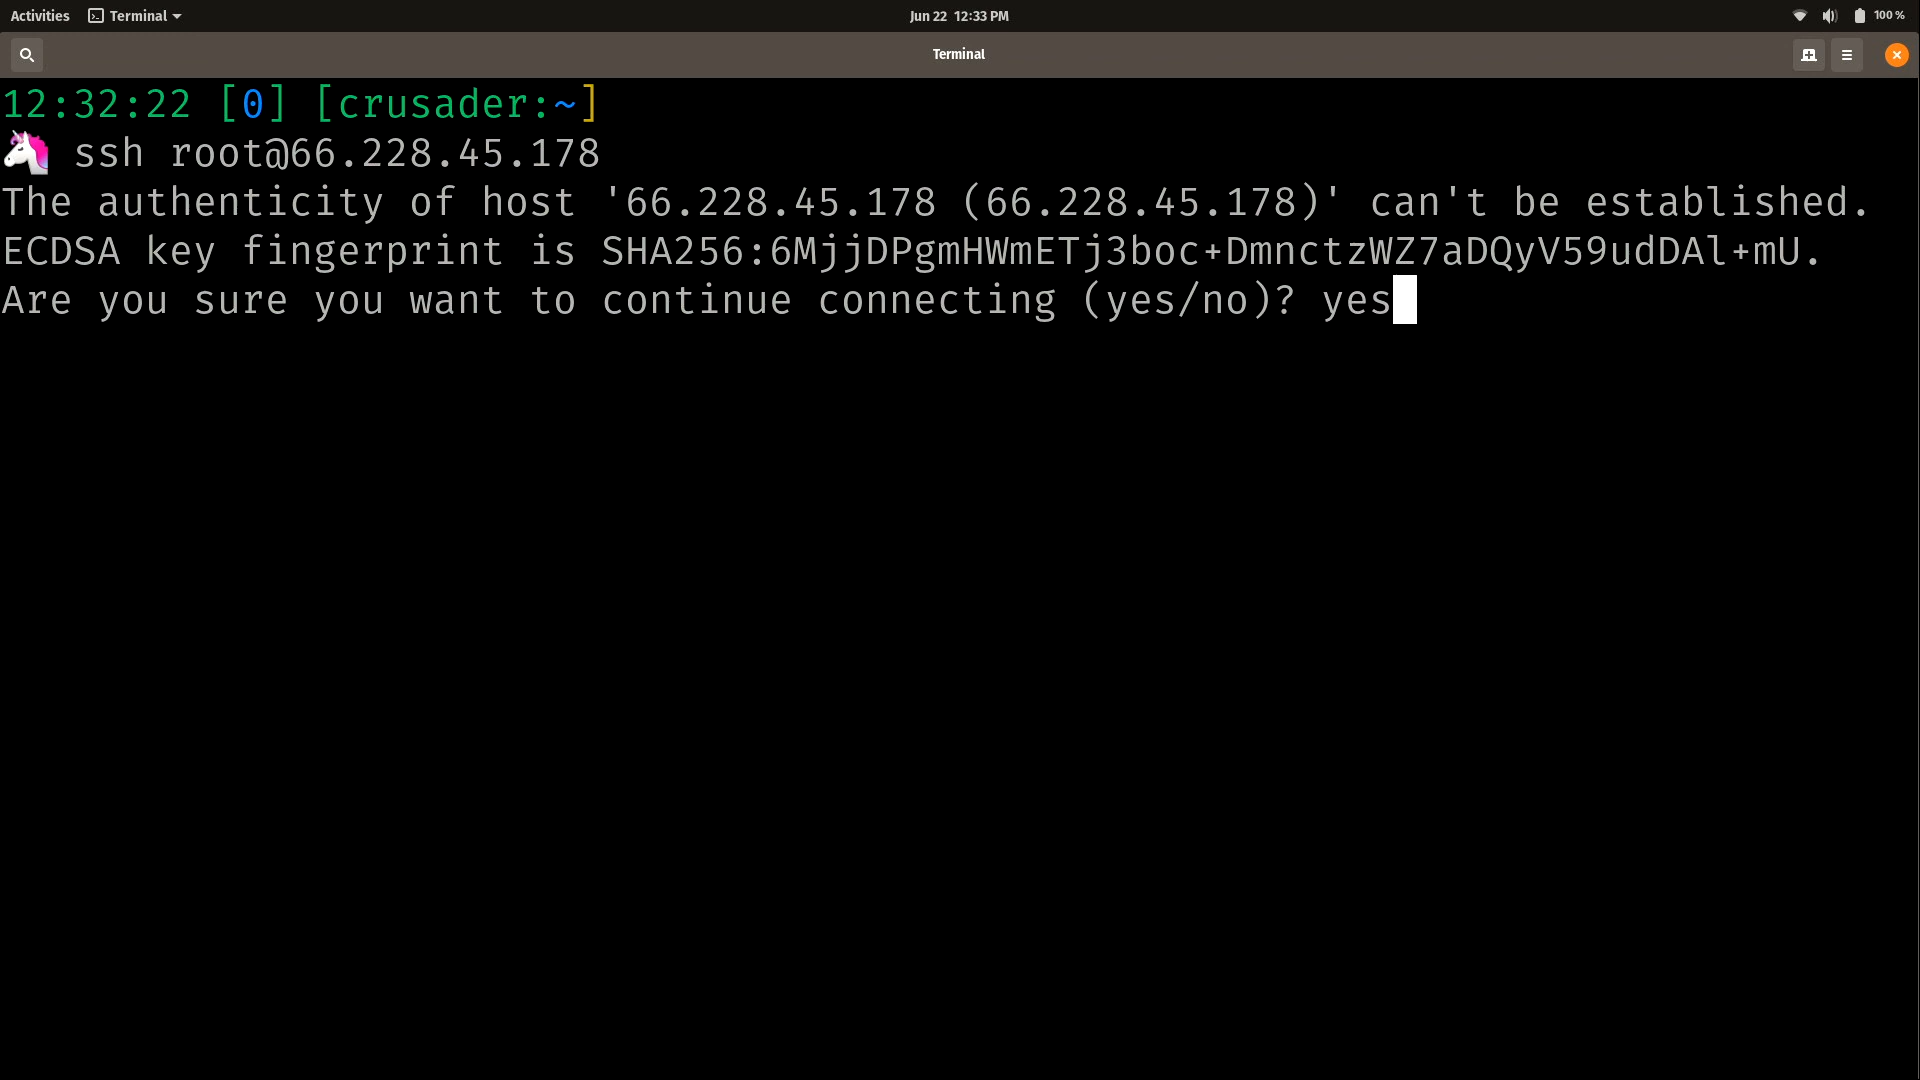 Activities Terminal Jun 22 12:33 PM 100 %
Terminal
12:32:22 [0] [crusader:~]
ssh root@66.228.45.178
The authenticity of host '66.228.45.178 (66.228.45.178)' can't be established.
ECDSA key fingerprint is SHA256:6MjjDPgmHWmETj3boc+DmnctzWZ7aDQyV59udDAl+mU.
Are you sure you want to continue connecting (yes/no)? yes